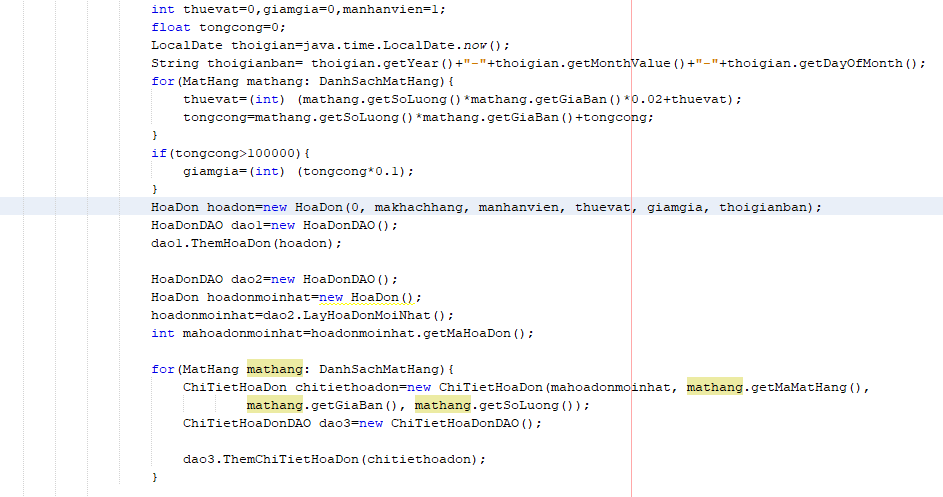 int thuevat=0,giamgia=0,manhanvien=1;
float tongcong=0;
LocalDate thoigian=java.time.LocalDate.now();
String thoigianban= thoigian.getYear()+"-"+thoigian.getMonthValue()+"-"+thoigian.getDayOfMonth();
for(MatHang mathang: DanhSachMatHang){
thuevat=(int) (mathang.getSoLuong()*mathang.getGiaBan()*0.02+thuevat);
tongcong=mathang.getSoLuong()*mathang.getGiaBan()+tongcong;
}
if(tongcong>100000){
giamgia=(int) (tongcong*0.1);
}
HoaDon hoadon=new HoaDon(0, makhachhang, manhanvien, thuevat, giamgia, thoigianban);
HoaDonDAO dao1=new HoaDonDAO();
dao1.ThemHoaDon(hoadon);
HoaDonDAO dao2=new HoaDonDAO();
HoaDon hoadonmoinhat=new HoaDon();
hoadonmoinhat=dao2.LayHoaDonMoiNhat();
int mahoadonmoinhat=hoadonmoinhat.getMaHoaDon();
for(MatHang mathang: DanhSachMatHang){
ChiTietHoaDon chitiethoadon=new ChiTietHoaDon(mahoadonmoinhat, mathang.getMaMatHang(),
mathang.getGiaBan(), mathang.getSoLuong());
ChiTietHoaDonDAO dao3=new ChiTietHoaDonDAO();
dao3.ThemChiTietHoaDon(chitiethoadon);
}